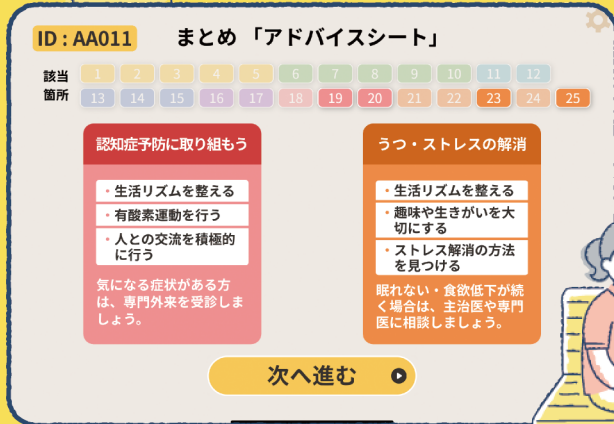 ID : AA011
まとめ 「アドバイスシート」
該当
箇所
1 2 3 4 5 6 7 8 9 10 11 12
13 14 15 16 17 18 19 20 21 22 23 24 25
認知症予防に取り組もう
・生活リズムを整える
・有酸素運動を行う
・人との交流を積極的
に行う
気になる症状がある方
は、専門外来を受診しま
しょう。
うつ・ストレスの解消
・生活リズムを整える
・趣味や生きがいを大
切にする
・ストレス解消の方法
を見つける
眠れない・食欲低下が続
く場合は、主治医や専門
医に相談しましょう。
次へ進む